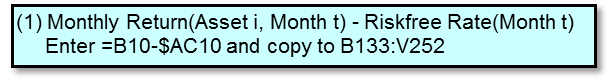 (1) Monthly Return(Asset i, Month t) - Riskfree Rate(Month t)
Enter =B10-$AC10 and copy to B133:V252